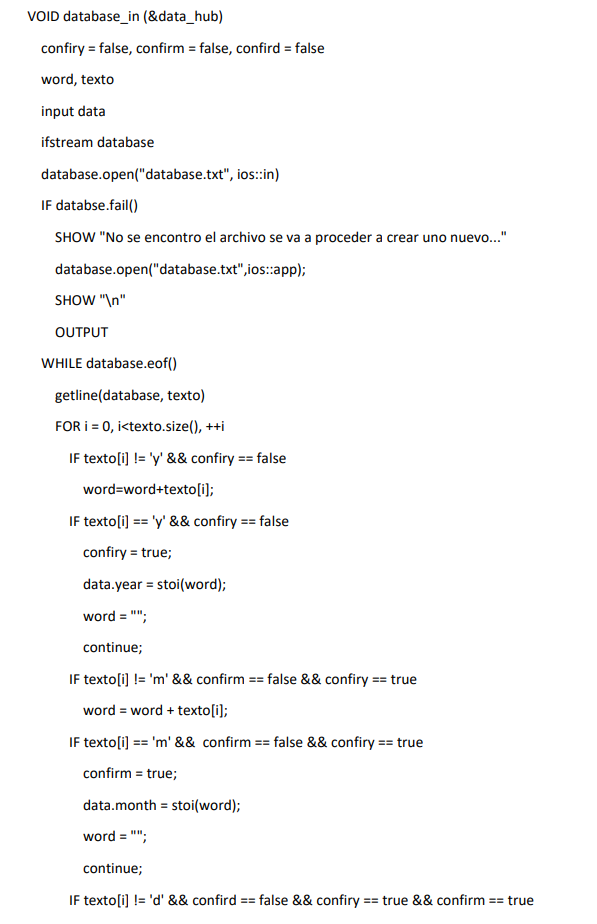 VOID database_in (&data_hub)
confiry = false, confirm = false, confird = false
word, texto
input data
ifstream database
database.open("database.txt", ios::in)
IF databse.fail()
SHOW "No se encontro el archivo se va a proceder a crear uno nuevo..."
database.open("database.txt",ios::app);
SHOW "\n"
OUTPUT
WHILE database.eof()
getline(database, texto)
FOR i = 0, i<texto.size(), ++i
IF texto[i] != 'y' && confiry == false
word=word+texto[i];
IF texto[i] == 'y' && confiry == false
confiry = true;
data.year = stoi(word);
word = "";
continue;
IF texto[i] != 'm' && confirm == false && confiry == true
word = word + texto[i];
IF texto[i] == 'm' &&  confirm == false && confiry == true
confirm = true;
data.month = stoi(word);
word = "";
continue;
IF texto[i] != 'd' && confird == false && confiry == true && confirm == true